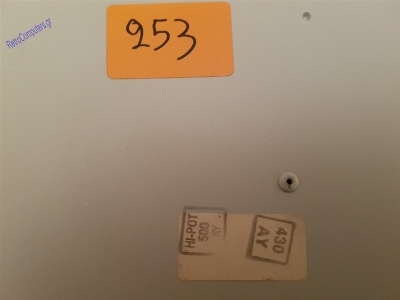 RetroComputers.gr
253
HI-POT
500
430
AY